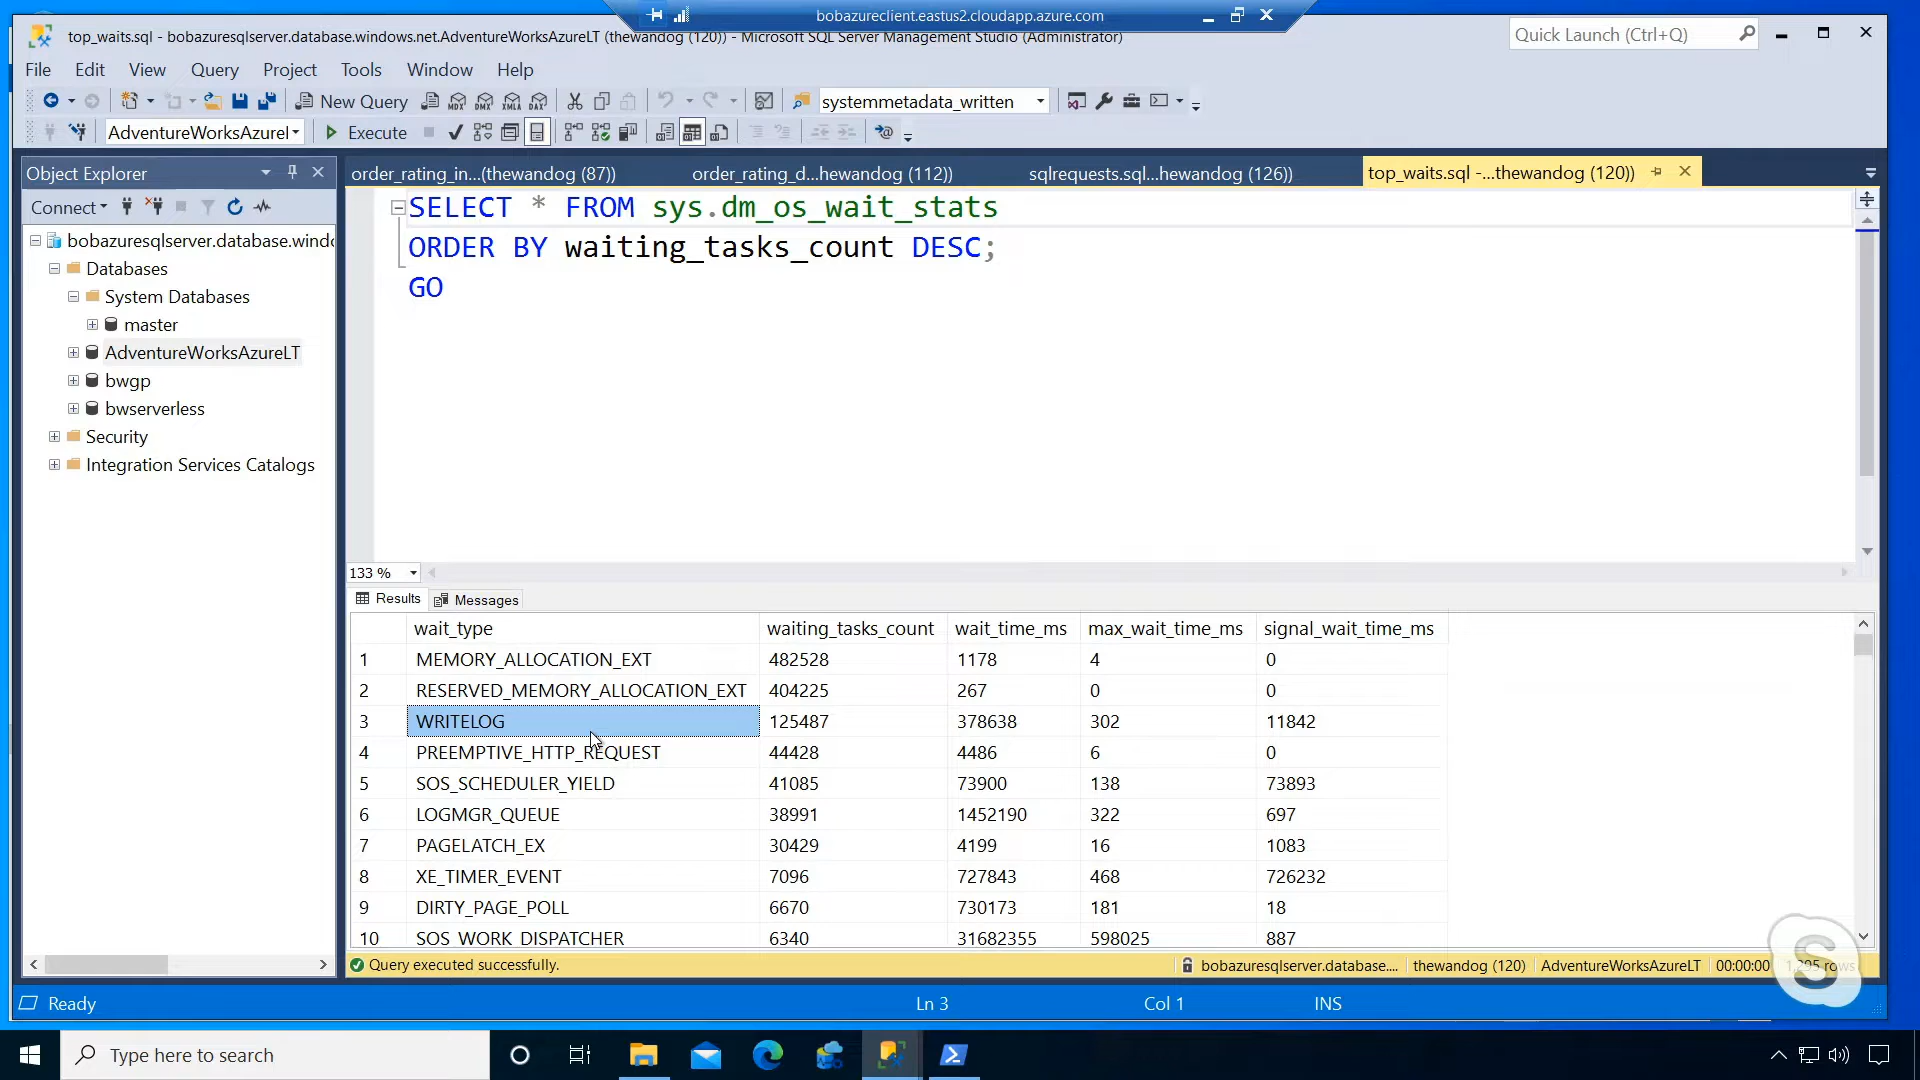 bobazureclient.eastus2.cloudapp.azure.com
top_waits.sql - bobazuresqlserver.database.windows.net.AdventureWorksAzureLT (thewandog (120)) - Microsoft SQL Server Management Studio (Administrator)
Quick Launch (Ctrl+Q)
File Edit View Query Project Tools Window Help
New Query MDX DMX XMLA DAX systemmetadata_written
AdventureWorksAzurel Execute
Object Explorer
order_rating_in...(thewandog (87)) order_rating_d...hewandog (112)) sqlrequests.sql...hewandog (126)) top_waits.sql -...thewandog (120))
Connect
SELECT * FROM sys.dm_os_wait_stats
ORDER BY waiting_tasks_count DESC;
GO
bobazuresqlserver.database.wind
Databases
System Databases
master
AdventureWorksAzureLT
bwgp
bwserverless
Security
Integration Services Catalogs
133 %
Results Messages
wait_type waiting_tasks_count wait_time_ms max_wait_time_ms signal_wait_time_ms
1 MEMORY_ALLOCATION_EXT 482528 1178 4 0
2 RESERVED_MEMORY_ALLOCATION_EXT 404225 267 0 0
3 WRITELOG 125487 378638 302 11842
4 PREEMPTIVE_HTTP_REQUEST 44428 4486 6 0
5 SOS_SCHEDULER_YIELD 41085 73900 138 73893
6 LOGMGR_QUEUE 38991 1452190 322 697
7 PAGELATCH_EX 30429 4199 16 1083
8 XE_TIMER_EVENT 7096 727843 468 726232
9 DIRTY_PAGE_POLL 6670 730173 181 18
10 SOS_WORK_DISPATCHER 6340 31682355 598025 887
Query executed successfully. bobazuresqlserver.database.... thewandog (120) AdventureWorksAzureLT 00:00:00 rows
Ready Ln 3 Col 1 INS
Type here to search